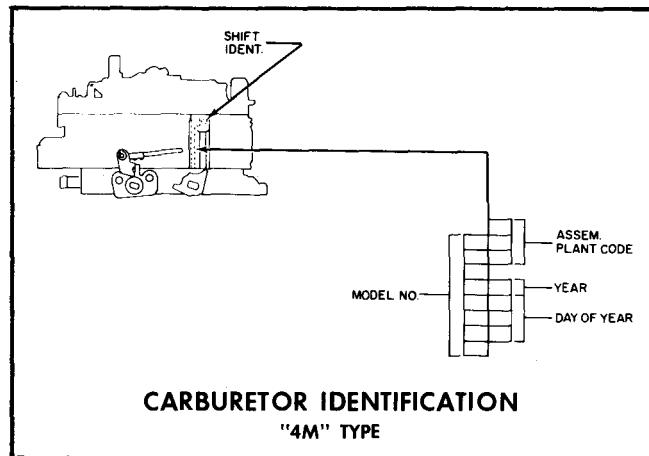 SHIFT
IDENT.
ASSEM.
PLANT CODE
MODEL NO.
YEAR
DAY OF YEAR
CARBURETOR IDENTIFICATION
"4M" TYPE